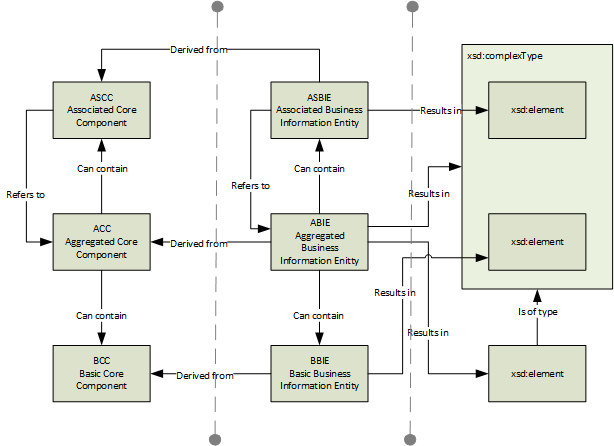 Derived from
xsd:complexType
ASCC
Associated Core
Component
ASBIE
Associated Business
Information Entity
Results in
xsd:element
Can contain
Can contain
Refers to
Refers to
Results in
ACC
Aggregated Core
Component
Derived from
ABIE
Aggregated
Business
Information Enqty
xsd:element
Results in
Can contain
Can contain
Is of type
Results in
BCC
Basic Core
Component
Derived from
BBIE
Basic Business
Information Entity
xsd:element